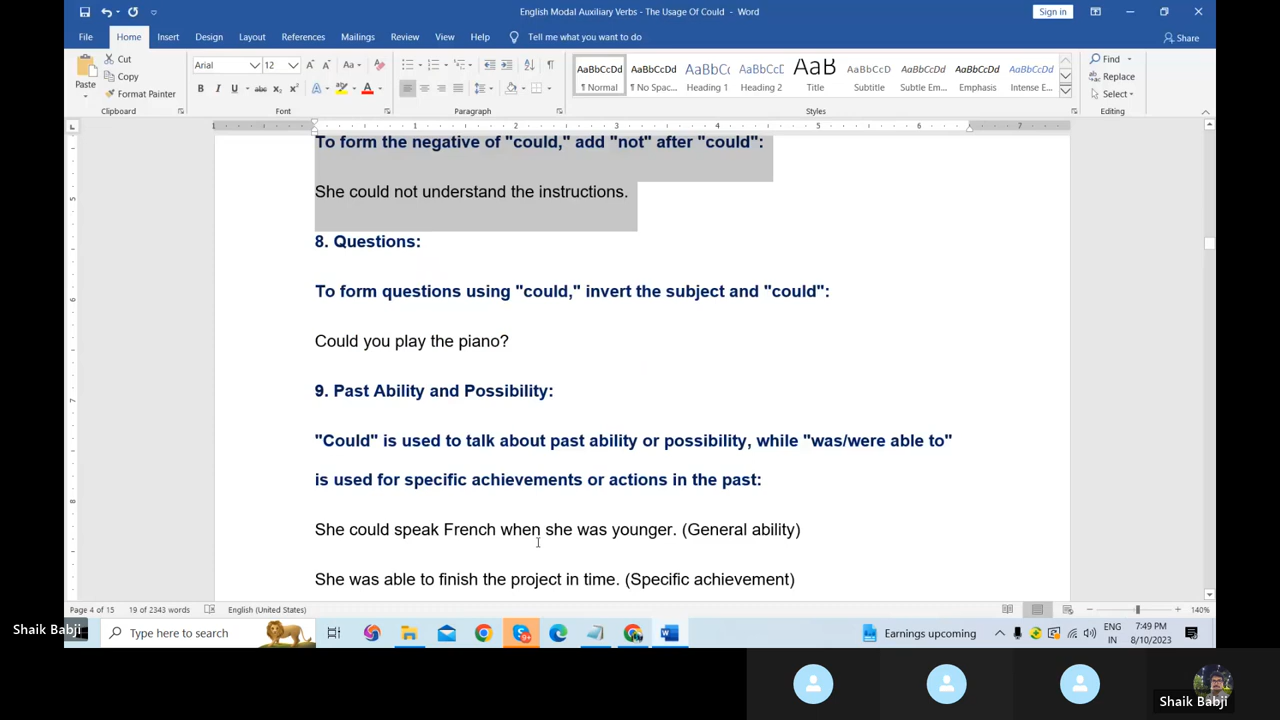 English Modal Auxiliary Verbs - The Usage Of Could - Word
Sign in
File Home Insert Design Layout References Mailings Review View Help Tell me what you want to do
Share
Paste
Cut
Copy
Format Painter
Clipboard
Arial 12
Font
Paragraph
AaBbCcDd AaBbCcDd AaBbCc AaBbCcC AaB AaBbCcD AaBbCcDd AaBbCcDd AaBbCcDd
¶ Normal ¶ No Spac... Heading 1 Heading 2 Title Subtitle Subtle Em... Emphasis Intense E...
Styles
Find
Replace
Select
Editing
To form the negative of "could," add "not" after "could":
She could not understand the instructions.
8. Questions:
To form questions using "could," invert the subject and "could":
Could you play the piano?
9. Past Ability and Possibility:
"Could" is used to talk about past ability or possibility, while "was/were able to"
is used for specific achievements or actions in the past:
She could speak French when she was younger. (General ability)
She was able to finish the project in time. (Specific achievement)
Page 4 of 15 19 of 2343 words English (United States) 140%
Shaik Babji
Type here to search
Earnings upcoming
ENG
IN
7:49 PM
8/10/2023
Shaik Babji